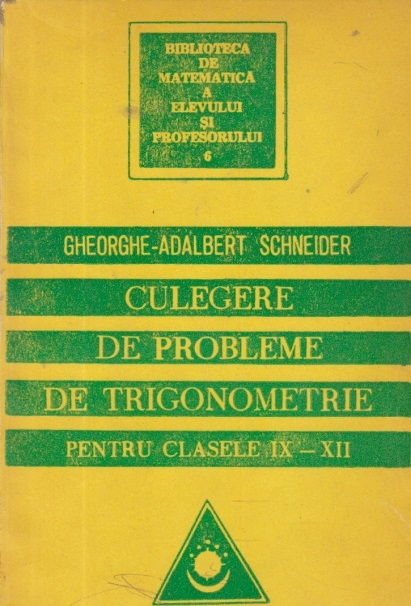 BIBLIOTECA
DE
MATEMATICA
A
ELEVULUI
ŞI
PROFESORULUI
6
GHEORGHE-ADALBERT SCHNEIDER
CULEGERE
DE PROBLEME
DE TRIGONOMETRIE
PENTRU CLASELE IX – XII